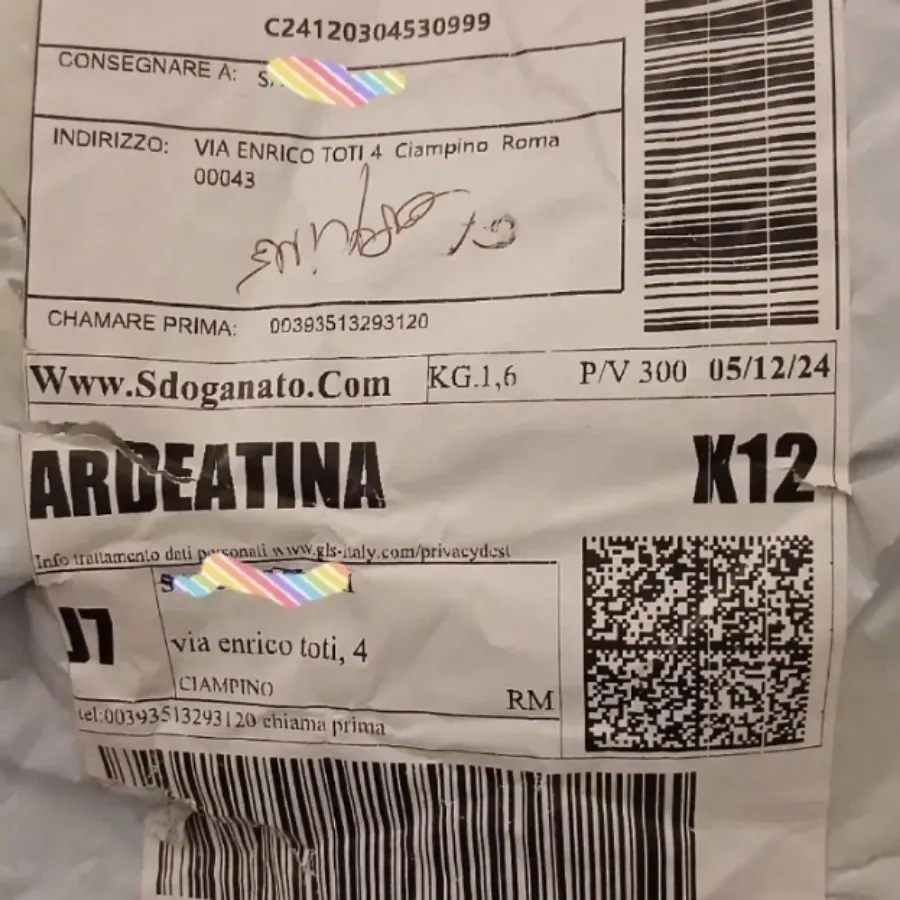 C24120304530999
CONSEGNARE A:
INDIRIZZO: VIA ENRICO TOTI 4 Ciampino Roma
00043
CHAMARE PRIMA: 00393513293120
Www.Sdoganato.Com KG.1,6 P/V 300 05/12/24
ARDEATINA X12
Info trattamento dati personali www.gls-italy.com/privacydest
J7
via enrico toti, 4
CIAMPINO RM
tel:00393513293120 chiama prima